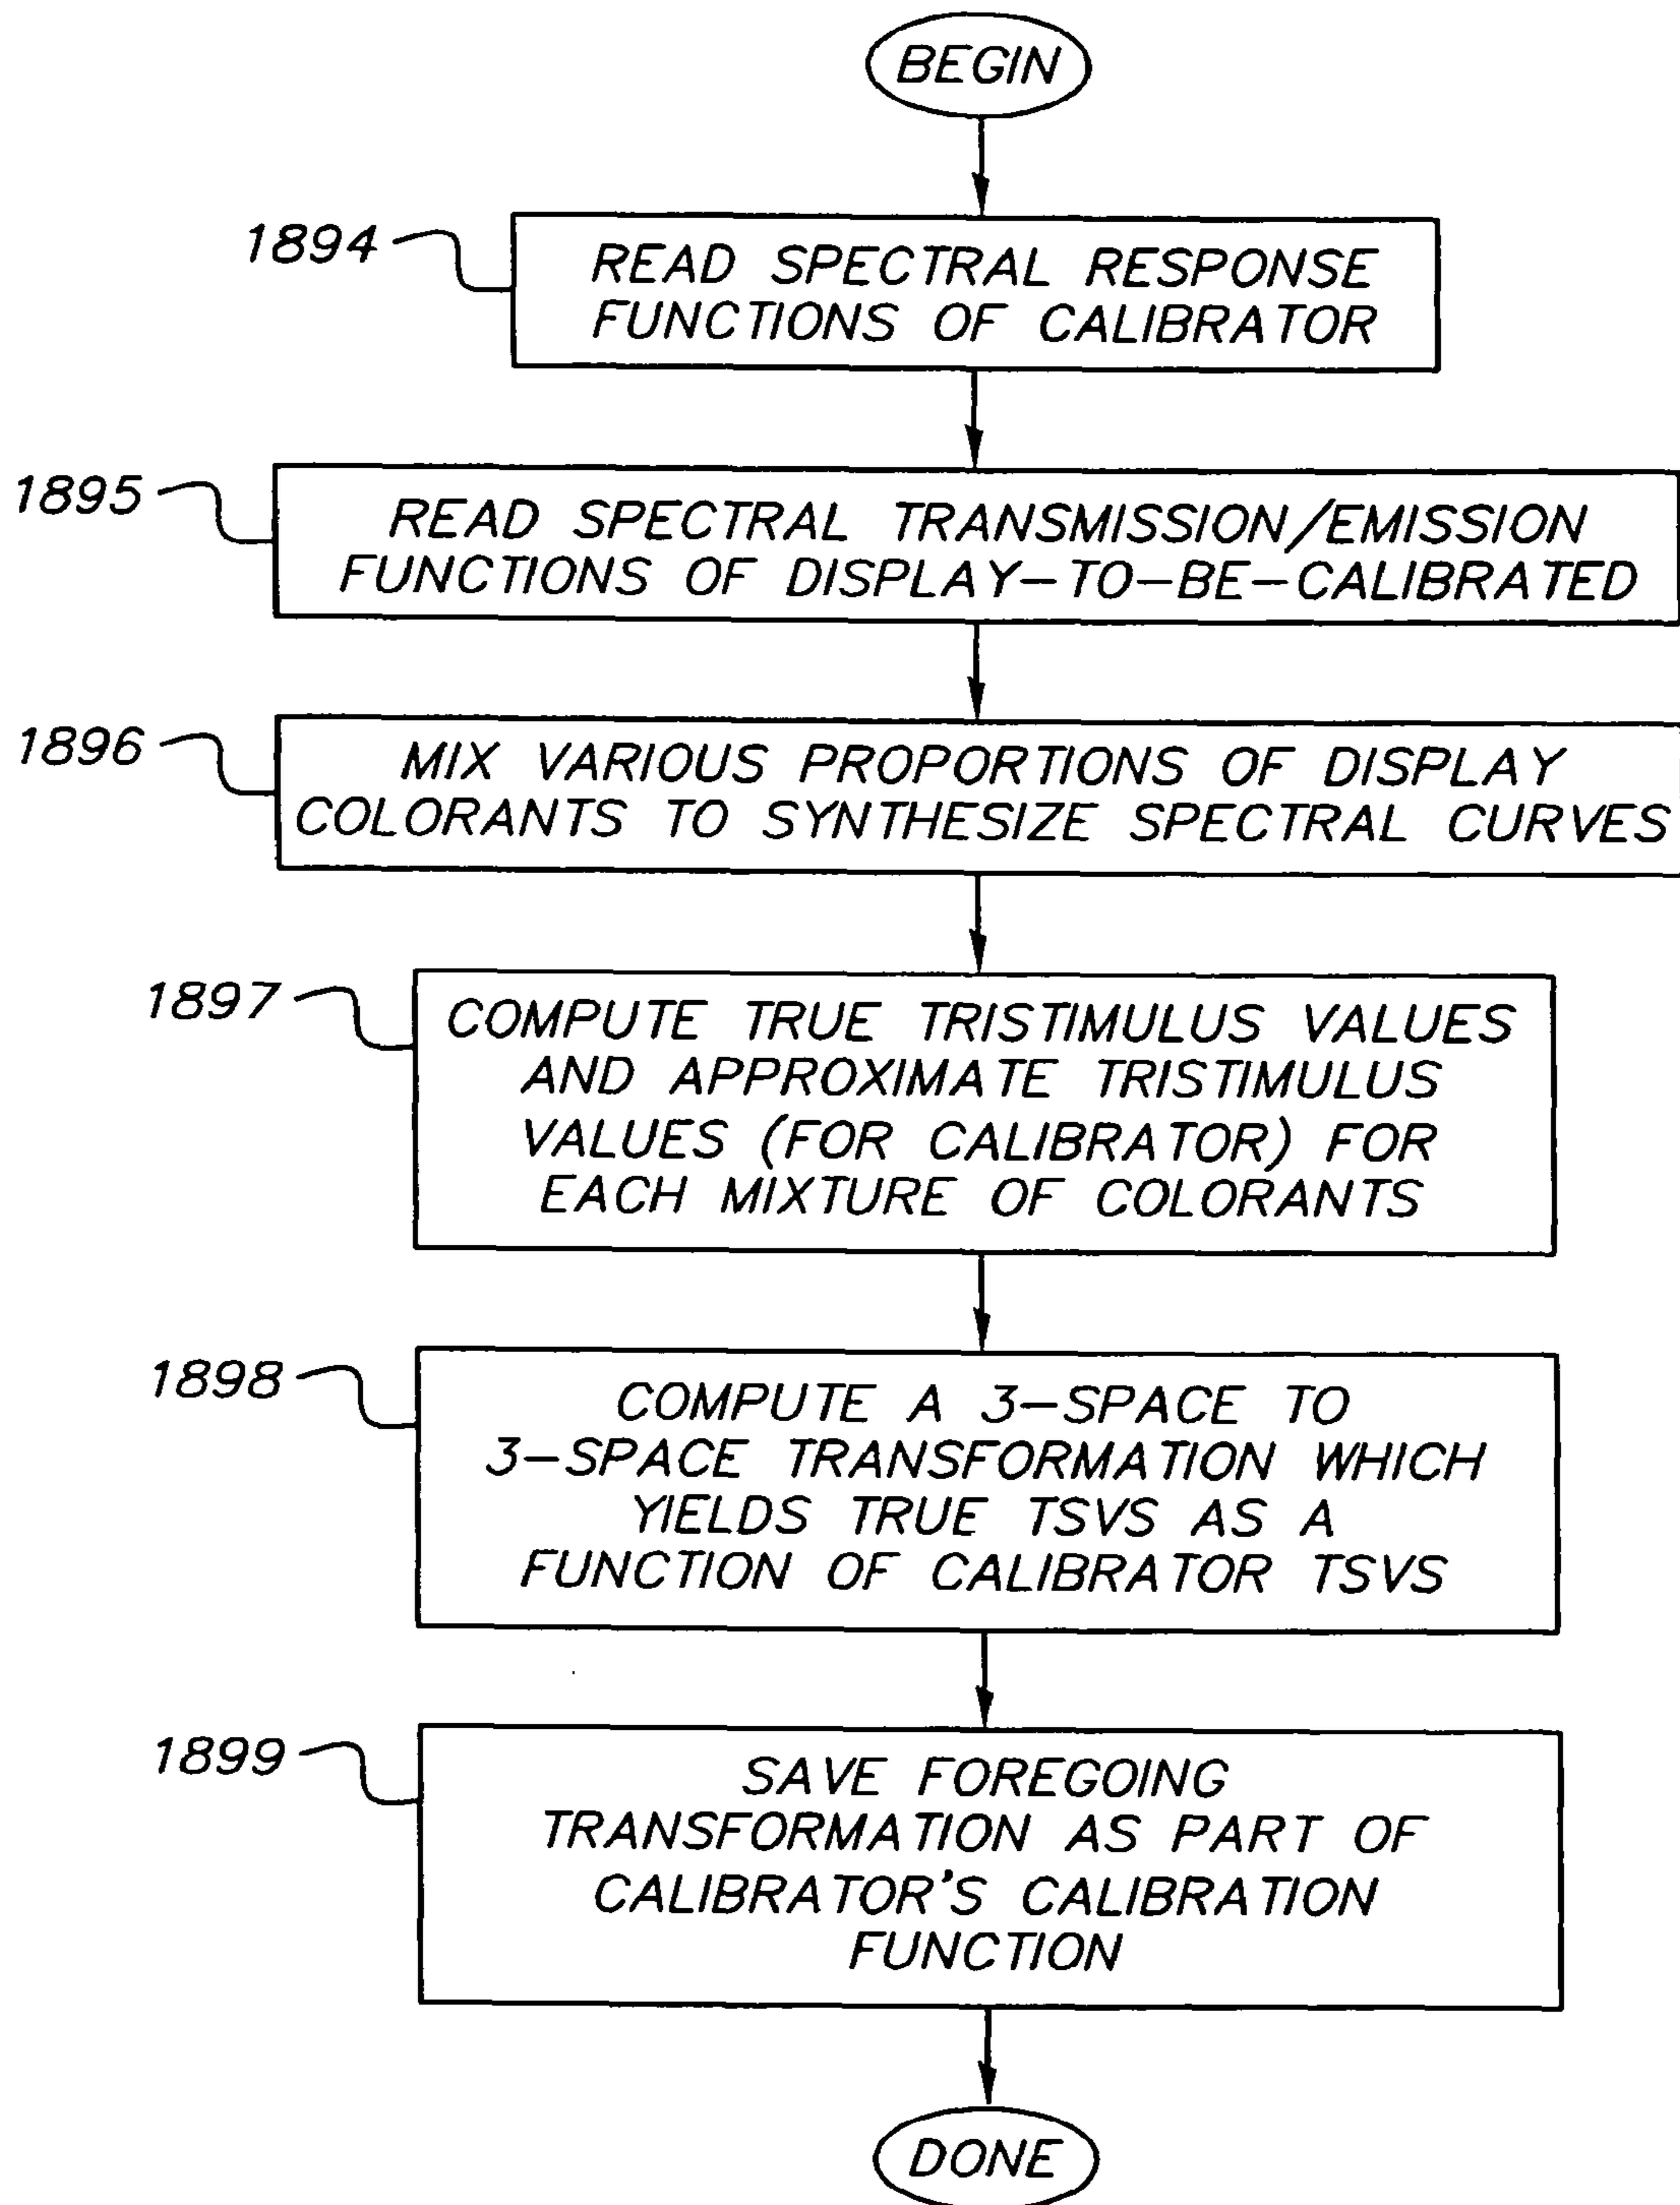 BEGIN
1894
READ SPECTRAL RESPONSE
FUNCTIONS OF CALIBRATOR
1895
READ SPECTRAL TRANSMISSION/EMISSION
FUNCTIONS OF DISPLAY-TO-BE-CALIBRATED
1896
MIX VARIOUS PROPORTIONS OF DISPLAY
COLORANTS TO SYNTHESIZE SPECTRAL CURVES
1897
COMPUTE TRUE TRISTIMULUS VALUES
AND APPROXIMATE TRISTIMULUS
VALUES (FOR CALIBRATOR) FOR
EACH MIXTURE OF COLORANTS
1898
COMPUTE A 3-SPACE TO
3-SPACE TRANSFORMATION WHICH
YIELDS TRUE TSVS AS A
FUNCTION OF CALIBRATOR TSVS
1899
SAVE FOREGOING
TRANSFORMATION AS PART OF
CALIBRATOR'S CALIBRATION
FUNCTION
DONE